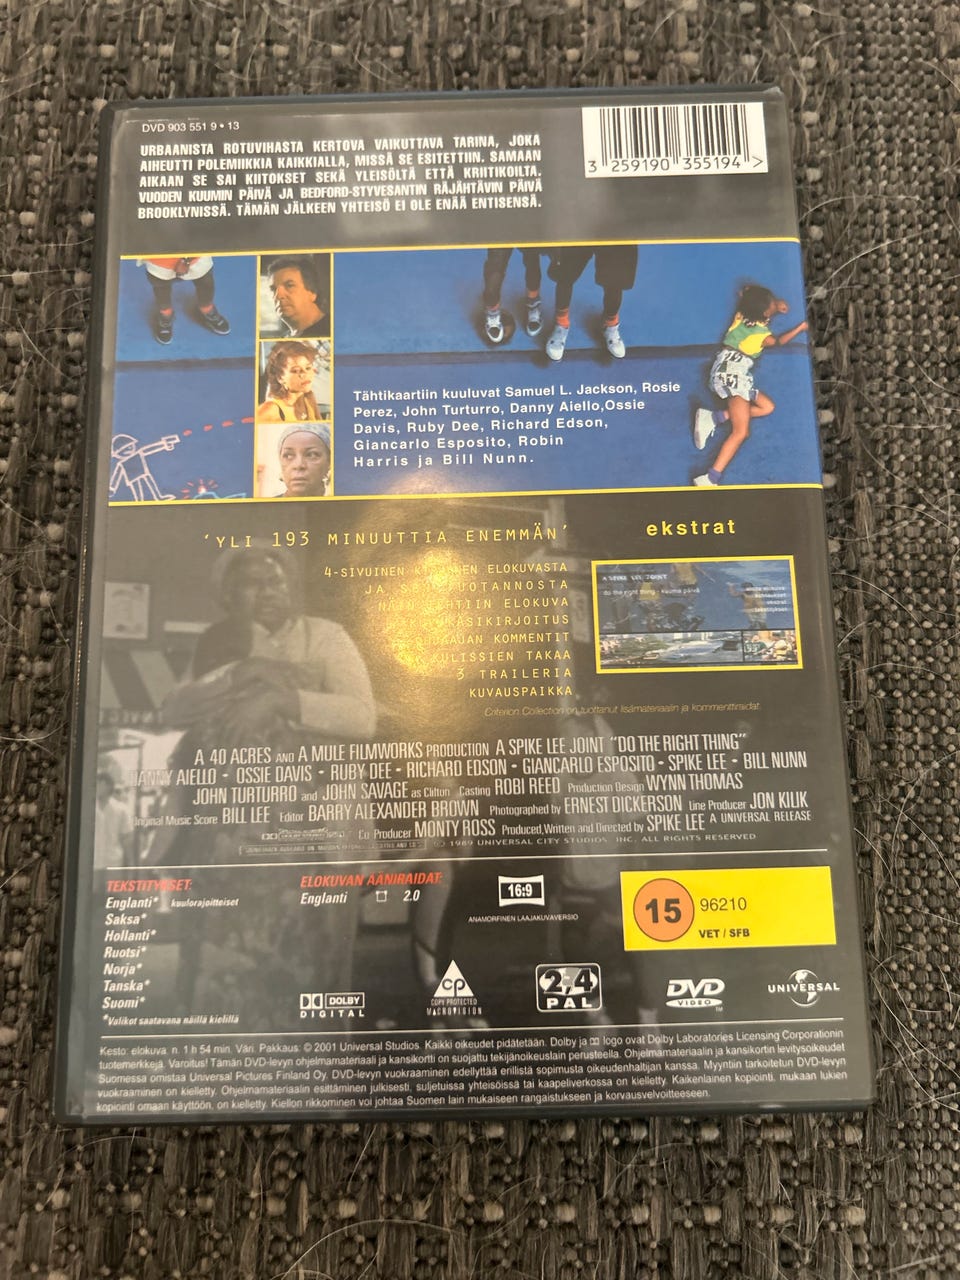 DVD 903 551 9 • 13
URBAANISTA ROTUVIHASTA KERTOVA VAIKUTTAVA TARINA, JOKA
AIHEUTTI POLEMIIKKIA KAIKKIALLA, MISSÄ SE ESITETTIIN. SAMAAN
AIKAAN SE SAI KIITOKSET SEKÄ YLEISÖLTÄ ETTÄ KRIITIKOILTA.
VUODEN KUUMIN PÄIVÄ JA BEDFORD-STYVESANTIN RÄJÄHTÄVIN PÄIVÄ
BROOKLYNISSÄ. TÄMÄN JÄLKEEN YHTEISÖ EI OLE ENÄÄ ENTISENSÄ.
3 259190 355194 >
Tähtikaartiin kuuluvat Samuel L. Jackson, Rosie
Perez, John Turturro, Danny Aiello,Ossie
Davis, Ruby Dee, Richard Edson,
Giancarlo Esposito, Robin
Harris ja Bill Nunn.
'YLI 193 MINUUTTIA ENEMMÄN'
4-SIVUINEN ELOKUVASTA
JA
ELOKUVA
KÄSIKIRJOITUS
KOMMENTIT
KULISSIEN TAKAA
3 TRAILERIA
KUVAUSPAIKKA
ekstrat
A SPIKE LEE JOINT
do the right thing - kuuma päivä
Criterion Collection on tuottanut lisämateriaalin ja kommenttiraidat.
A 40 ACRES AND A MULE FILMWORKS PRODUCTION A SPIKE LEE JOINT "DO THE RIGHT THING"
DANNY AIELLO • OSSIE DAVIS • RUBY DEE • RICHARD EDSON • GIANCARLO ESPOSITO • SPIKE LEE • BILL NUNN
JOHN TURTURRO and JOHN SAVAGE as Clifton Casting ROBI REED Production Design WYNN THOMAS
Original Music Score BILL LEE Editor BARRY ALEXANDER BROWN Photographed by ERNEST DICKERSON Line Producer JON KILIK
Co Producer MONTY ROSS Produced,Written and Directed by SPIKE LEE A UNIVERSAL RELEASE
© 1989 UNIVERSAL CITY STUDIOS, INC. ALL RIGHTS RESERVED
TEKSTITYKSET:
Englanti* kuulorajoitteiset
Saksa*
Hollanti*
Ruotsi*
Norja*
Tanska*
Suomi*
*Valikot saatavana näillä kielillä
ELOKUVAN ÄÄNIRAIDAT:
Englanti 2.0
16:9
ANAMORFINEN LAAJAKUVAVERSIO
15 96210
VET / SFB
DOLBY
DIGITAL
CP
COPY PROTECTED
MACROVISION
2,4
PAL
DVD
VIDEO
TM
UNIVERSAL
Kesto: elokuva: n. 1 h 54 min. Väri. Pakkaus: © 2001 Universal Studios. Kaikki oikeudet pidätetään. Dolby ja logo ovat Dolby Laboratories Licensing Corporationin
tuotemerkkejä. Varoitus! Tämän DVD-levyn ohjelmamateriaali ja kansikortti on suojattu tekijänoikeuslain perusteella. Ohjelmamateriaalin ja kansikortin levitysoikeudet
Suomessa omistaa Universal Pictures Finland Oy. DVD-levyn vuokraaminen edellyttää erillistä sopimusta oikeudenhaltijan kanssa. Myyntiin tarkoitetun DVD-levyn
vuokraaminen on kielletty. Ohjelmamateriaalin esittäminen julkisesti, suljetuissa yhteisöissä tai kaapeliverkossa on kielletty. Kaikenlainen kopiointi, mukaan lukien
kopiointi omaan käyttöön, on kielletty. Kiellon rikkominen voi johtaa Suomen lain mukaiseen rangaistukseen ja korvausvelvoitteeseen.